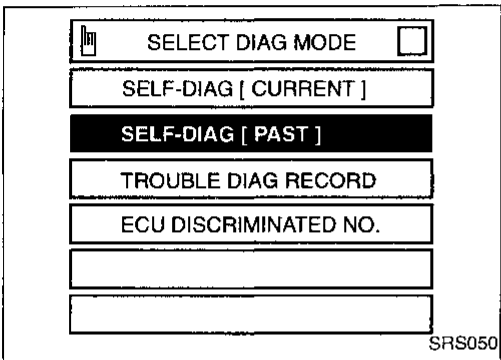 SELECT DIAG MODE
SELF-DIAG [ CURRENT ]
SELF-DIAG [ PAST ]
TROUBLE DIAG RECORD
ECU DISCRIMINATED NO.
SRS050